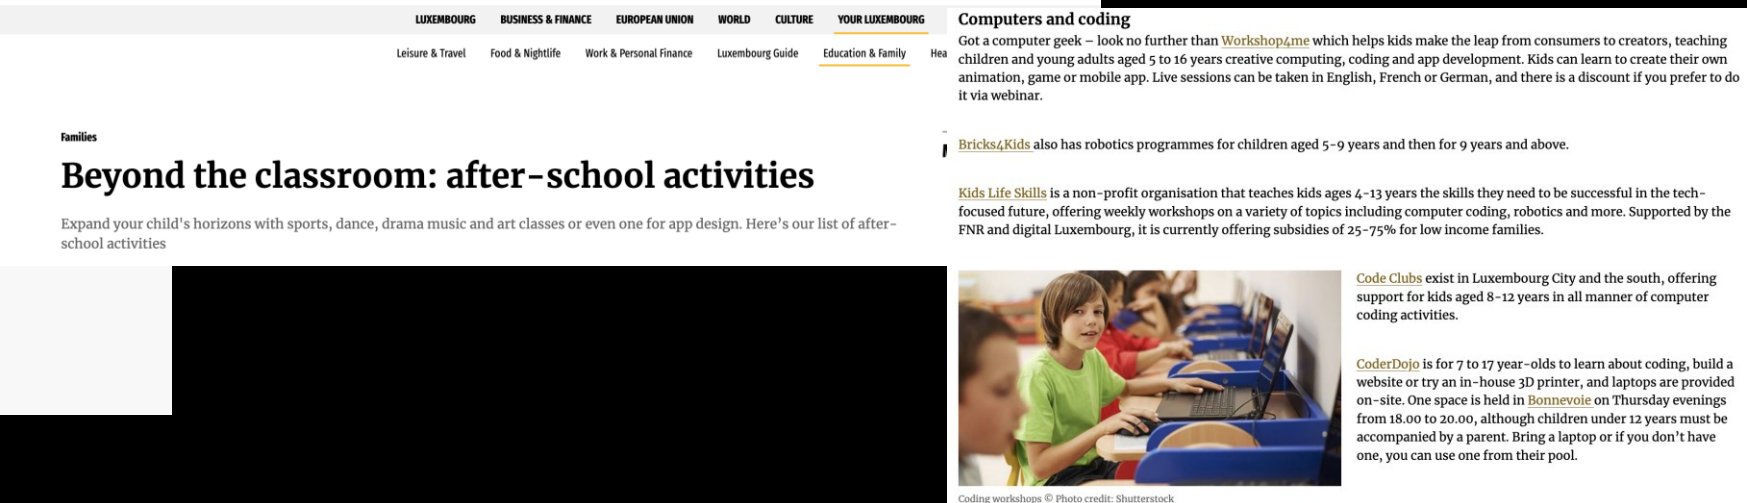 LUXEMBOURG BUSINESS & FINANCE EUROPEAN UNION WORLD CULTURE YOUR LUXEMBOURG
Leisure & Travel Food & Nightlife Work & Personal Finance Luxembourg Guide Education & Family Hea
Families
Beyond the classroom: after-school activities
Expand your child's horizons with sports, dance, drama music and art classes or even one for app design. Here's our list of after-
school activities
Computers and coding
Got a computer geek – look no further than Workshop4me which helps kids make the leap from consumers to creators, teaching
children and young adults aged 5 to 16 years creative computing, coding and app development. Kids can learn to create their own
animation, game or mobile app. Live sessions can be taken in English, French or German, and there is a discount if you prefer to do
it via webinar.
Bricks4Kids also has robotics programmes for children aged 5-9 years and then for 9 years and above.
Kids Life Skills is a non-profit organisation that teaches kids ages 4-13 years the skills they need to be successful in the tech-
focused future, offering weekly workshops on a variety of topics including computer coding, robotics and more. Supported by the
FNR and digital Luxembourg, it is currently offering subsidies of 25-75% for low income families.
Code Clubs exist in Luxembourg City and the south, offering
support for kids aged 8-12 years in all manner of computer
coding activities.
CoderDojo is for 7 to 17 year-olds to learn about coding, build a
website or try an in-house 3D printer, and laptops are provided
on-site. One space is held in Bonnevoie on Thursday evenings
from 18.00 to 20.00, although children under 12 years must be
accompanied by a parent. Bring a laptop or if you don't have
one, you can use one from their pool.
Coding workshops © Photo credit: Shutterstock